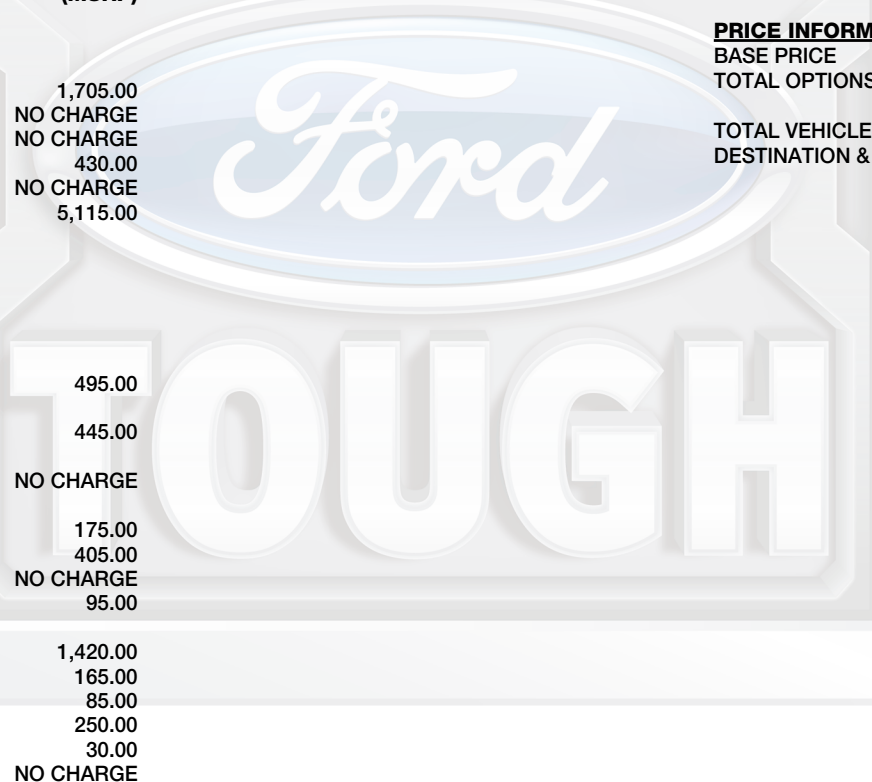 PRICE INFORM
BASE PRICE
TOTAL OPTIONS
TOTAL VEHICLE
DESTINATION &
1,705.00
NO CHARGE
NO CHARGE
430.00
NO CHARGE
5,115.00
Ford
TOUGH
495.00
445.00
NO CHARGE
175.00
405.00
NO CHARGE
95.00
1,420.00
165.00
85.00
250.00
30.00
NO CHARGE